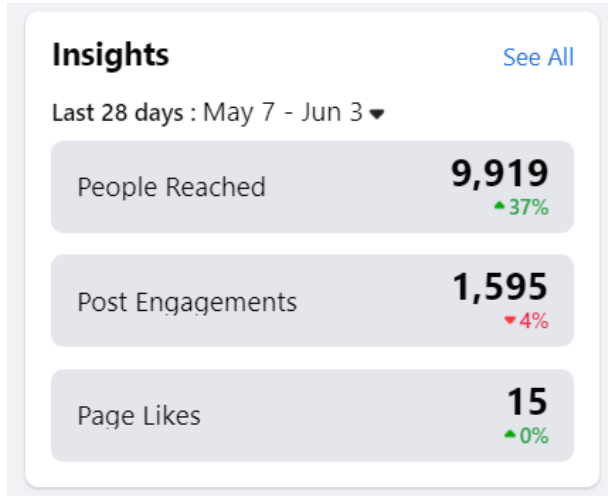 Insights
See All
Last 28 days : May 7 - Jun 3
People Reached
9,919
37%
Post Engagements
1,595
4%
Page Likes
15
0%